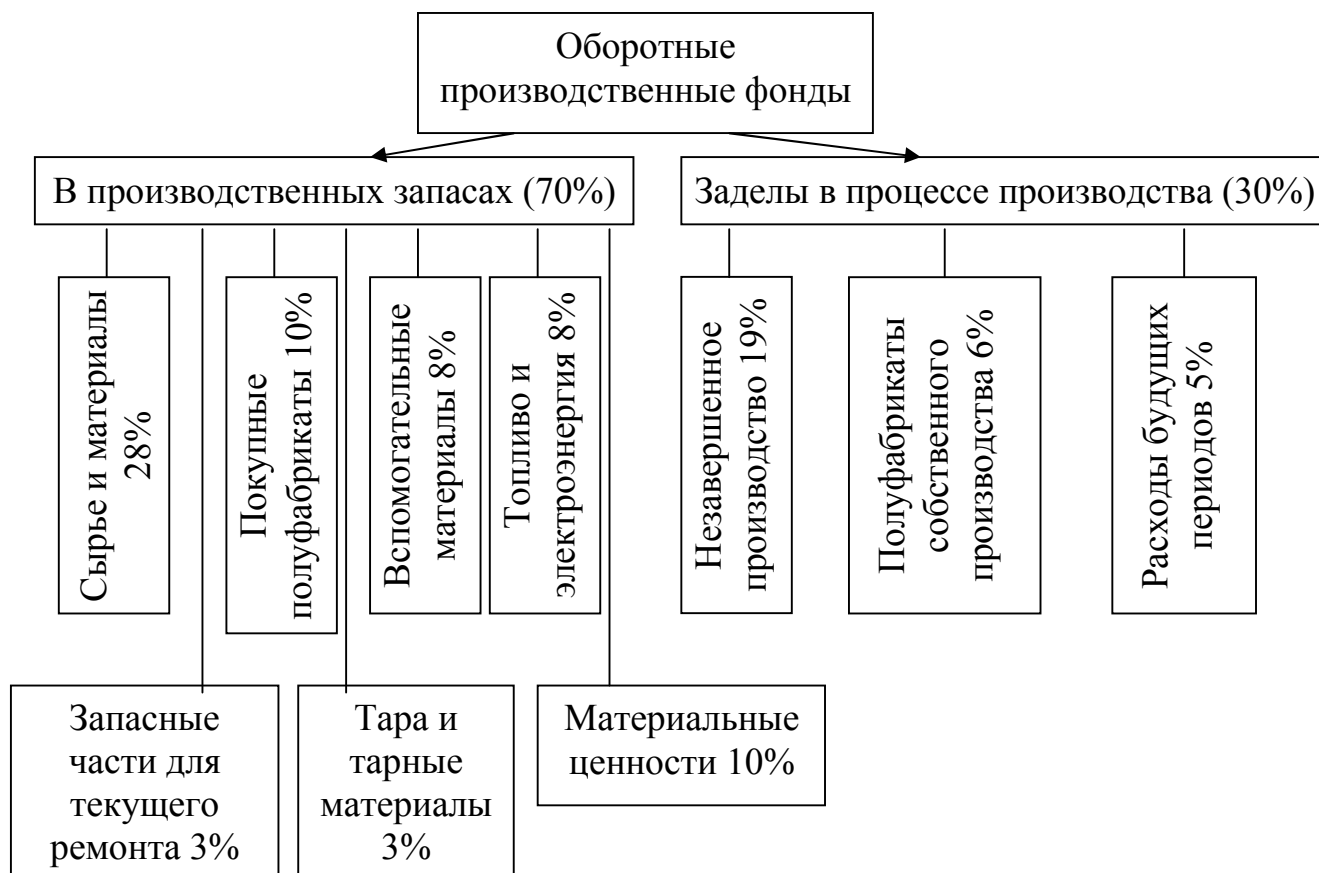 Оборотные
производственные фонды
В производственных запасах (70%)
Заделы в процессе производства (30%)
Сырье и материалы
28%
Покупные
полуфабрикаты 10%
Вспомогательные
материалы 8%
Топливо и
электроэнергия 8%
Незавершенное
производство 19%
Полуфабрикаты
собственного
производства 6%
Расходы будущих
периодов 5%
Запасные
части для
текущего
ремонта 3%
Тара и
тарные
материалы
3%
Материальные
ценности 10%